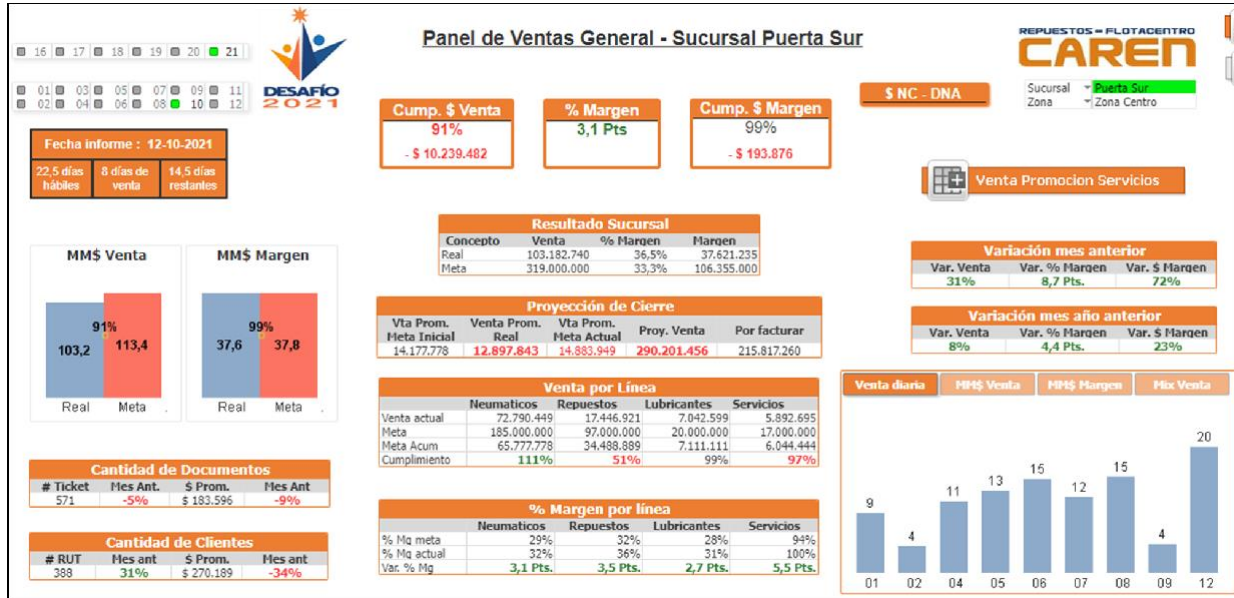 Panel de Ventas General - Sucursal Puerta Sur
REPUESTOS - FLOTACENTRO
CAREN
16 17 18 19 20 21
01 03 05 07 09 11
02 04 06 08 10 12
DESAFÍO
2021
Sucursal Puerta Sur
Zona Zona Centro
$ NC - DNA
Cump. $ Venta
91%
- $ 10.239.482
% Margen
3,1 Pts
Cump. $ Margen
99%
- $ 193.876
Fecha informe : 12-10-2021
22,5 días hábiles
8 días de venta
14,5 días restantes
Venta Promocion Servicios
MM$ Venta
91%
103,2 113,4
Real Meta
MM$ Margen
99%
37,6 37,8
Real Meta
Resultado Sucursal
Concepto Venta % Margen Margen
Real 103.182.740 36,5% 37.621.235
Meta 319.000.000 33,3% 106.355.000
Variación mes anterior
Var. Venta Var. % Margen Var. $ Margen
31% 8,7 Pts. 72%
Variación mes año anterior
Var. Venta Var. % Margen Var. $ Margen
8% 4,4 Pts. 23%
Proyección de Cierre
Vta Prom. Meta Inicial Venta Prom. Real Vta Prom. Meta Actual Proy. Venta Por facturar
14.177.778 12.897.843 14.883.949 290.201.456 215.817.260
Venta por Línea
Neumaticos Repuestos Lubricantes Servicios
Venta actual 72.790.449 17.446.921 7.042.599 5.892.695
Meta 185.000.000 97.000.000 20.000.000 17.000.000
Meta Acum 65.777.778 34.488.889 7.111.111 6.044.444
Cumplimiento 111% 51% 99% 97%
Cantidad de Documentos
# Ticket Mes Ant. $ Prom. Mes Ant
571 -5% $ 183.596 -9%
Cantidad de Clientes
# RUT Mes ant $ Prom. Mes ant
388 31% $ 270.189 -34%
% Margen por línea
Neumaticos Repuestos Lubricantes Servicios
% Mg meta 29% 32% 28% 94%
% Mg actual 32% 36% 31% 100%
Var. % Mg 3,1 Pts. 3,5 Pts. 2,7 Pts. 5,5 Pts.
Venta diaria MM$ Venta MM$ Margen Mix Venta
9 4 11 13 15 12 15 4 20
01 02 04 05 06 07 08 09 12